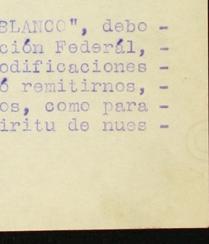 BLANCO", debo -
ción Federál, -
odificaciones -
ó remitirnos, -
os, como para -
iritu de nues -